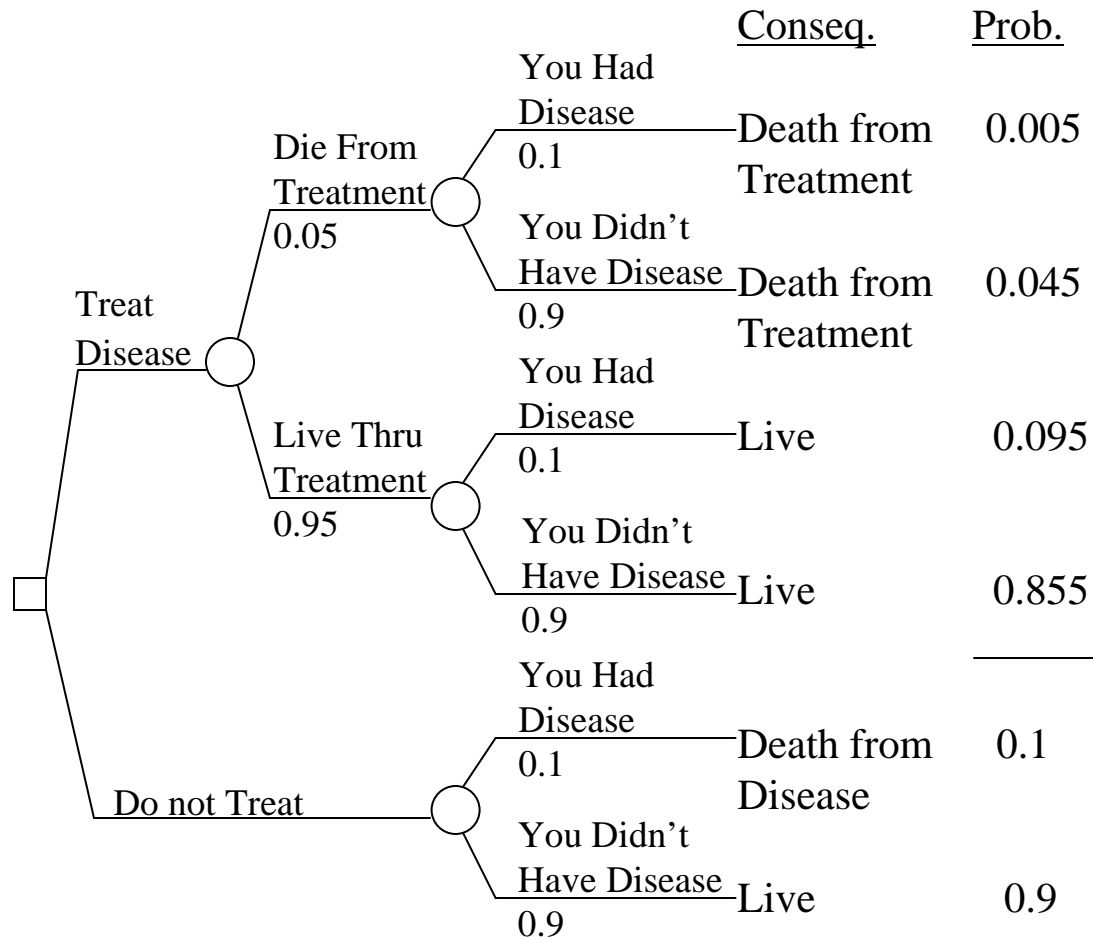 Conseq. Prob.
You Had
Disease
0.1
Death from
Treatment
0.005
Die From
Treatment
0.05
You Didn't
Have Disease
0.9
Death from
Treatment
0.045
Treat
Disease
You Had
Disease
0.1
Live
0.095
Live Thru
Treatment
0.95
You Didn't
Have Disease
0.9
Live
0.855
You Had
Disease
0.1
Death from
Disease
0.1
Do not Treat
You Didn't
Have Disease
0.9
Live
0.9